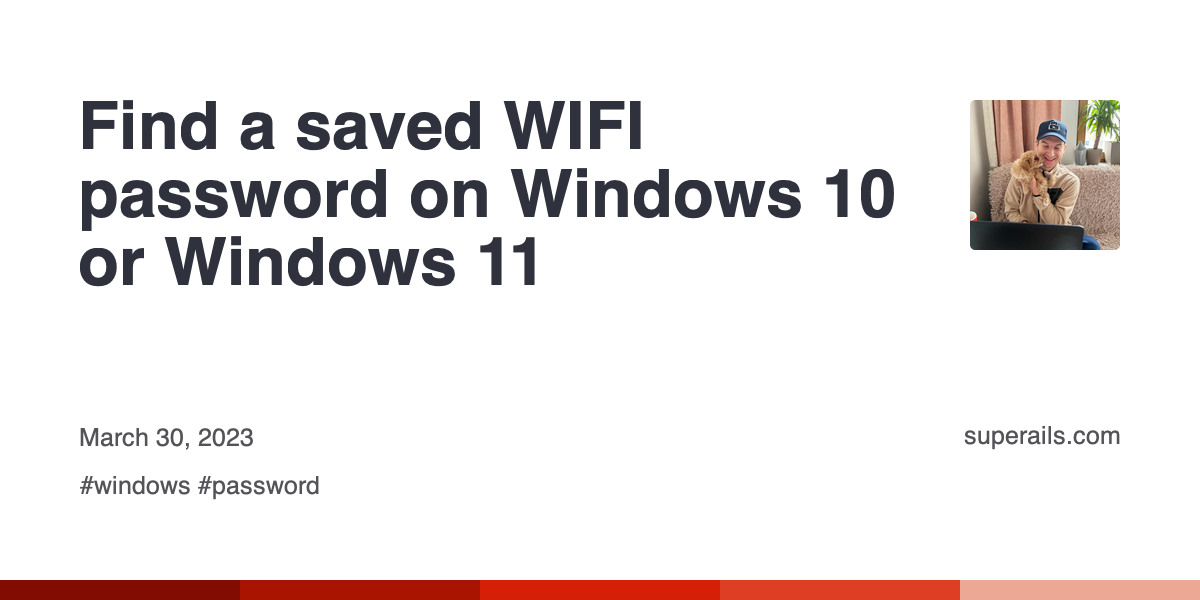 Find a saved WIFI
password on Windows 10
or Windows 11
March 30, 2023
superails.com
#windows #password